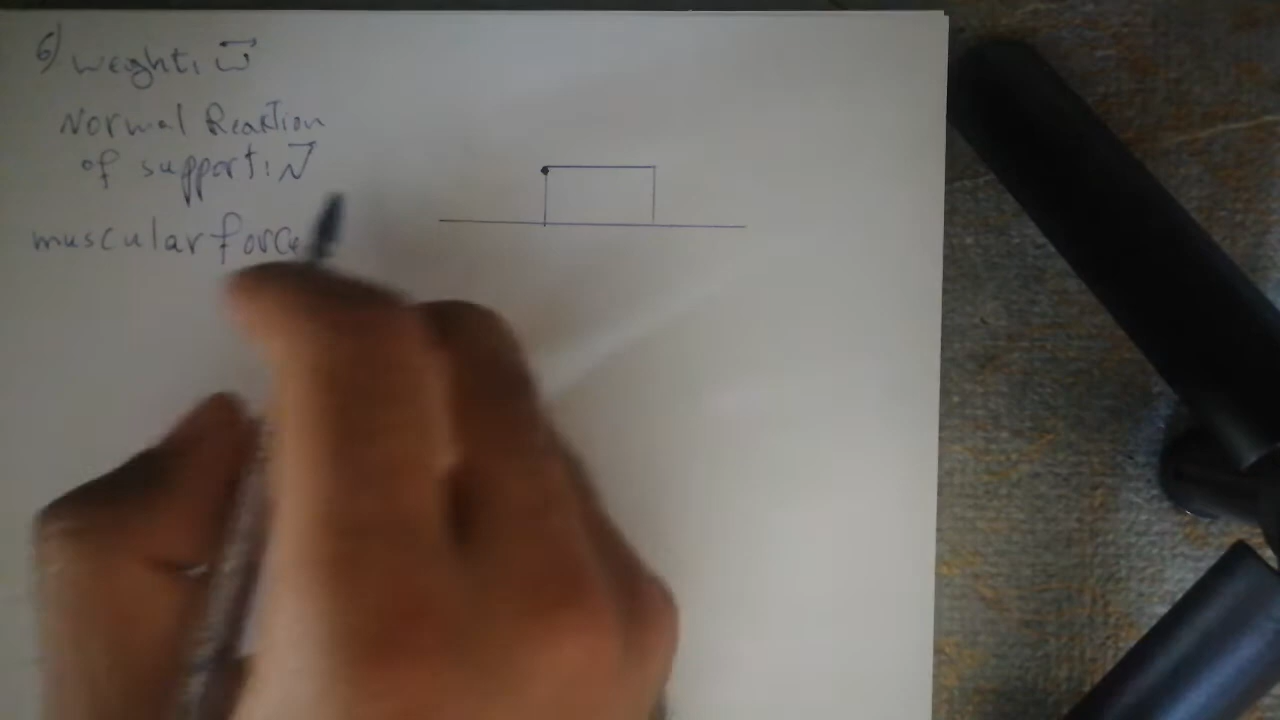 6) weight: w
Normal Reaction
of support: N
muscular force